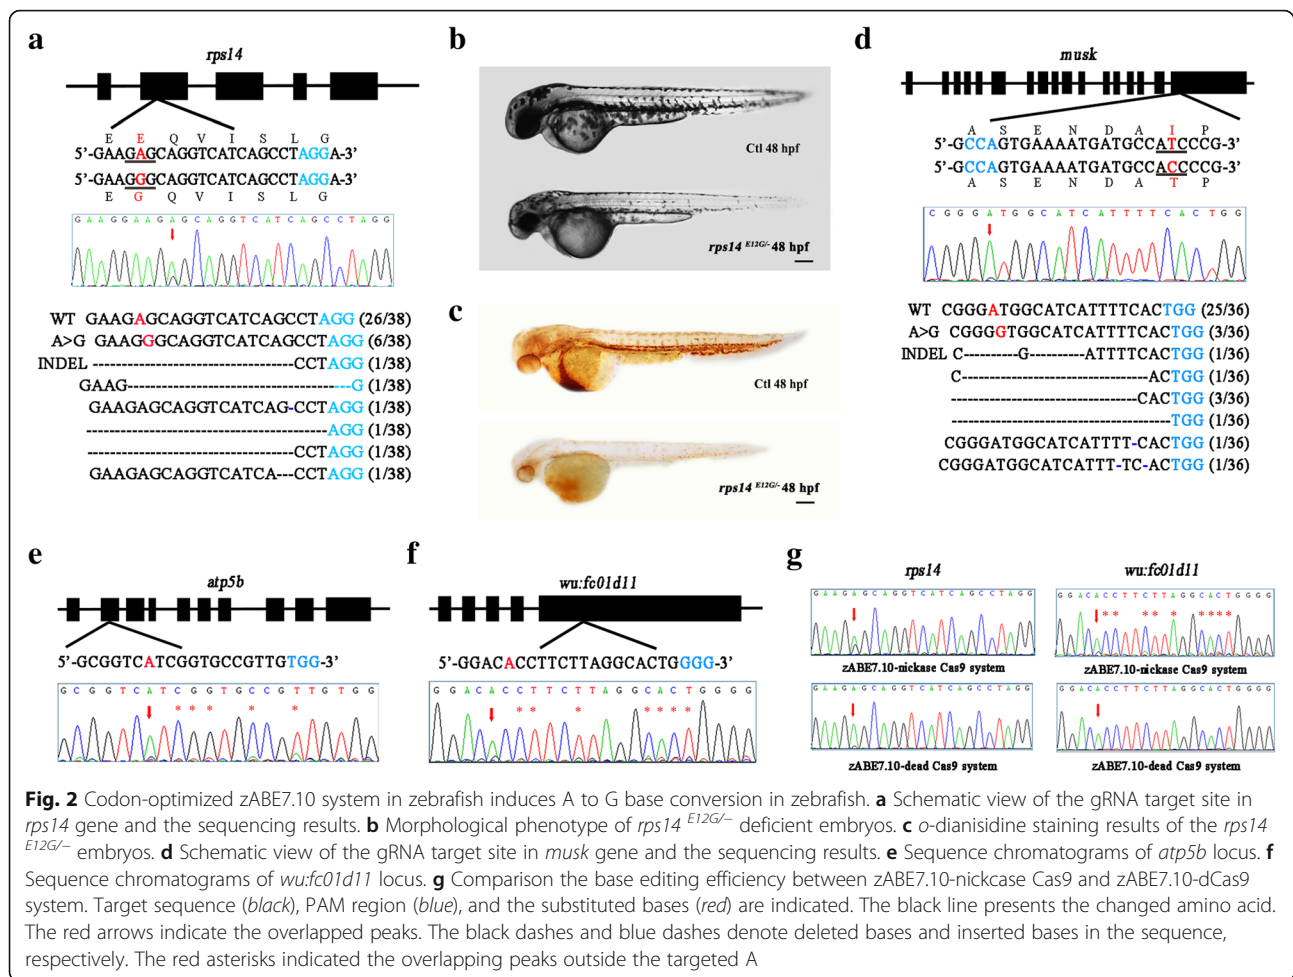 a
rps14
E E Q V I S L G
5’-GAAGAGCAGGTCATCAGCCTAGGA-3’
5’-GAAGGGCAGGTCATCAGCCTAGGA-3’
E G Q V I S L G
G A A G G A A G A G C A G G T C A T C A G C C T A G G
WT GAAGAGCAGGTCATCAGCCTAGG (26/38)
A>G GAAGGGCAGGTCATCAGCCTAGG (6/38)
INDEL ---------------------------------CCTAGG (1/38)
GAAG------------------------------------G (1/38)
GAAGAGCAGGTCATCAG-CCTAGG (1/38)
--------------------------------------AGG (1/38)
---------------------------------CCTAGG (1/38)
GAAGAGCAGGTCATCA---CCTAGG (1/38)
b
Ctl 48 hpf
rps14 E12G/- 48 hpf
c
Ctl 48 hpf
rps14 E12G/- 48 hpf
d
musk
A S E N D A I P
5’-GCCAGTGAAAATGATGCCATCCCG-3’
5’-GCCAGTGAAAATGATGCCACCCCG-3’
A S E N D A T P
C G G G A T G G C A T C A T T T T C A C T G G
WT CGGGATGGCATCATTTTCACTGG (25/36)
A>G CGGGGTGGCATCATTTTCACTGG (3/36)
INDEL C---------G---------ATTTTCACTGG (1/36)
C------------------------------ACTGG (1/36)
------------------------------CACTGG (3/36)
-----------------------------------TGG (1/36)
CGGGATGGCATCATTTT-CACTGG (1/36)
CGGGATGGCATCATTT-TC-ACTGG (1/36)
e
atp5b
5’-GCGGTCATCGGTGCCGTTGTGG-3’
G C G G T C A T C G G T G C C G T T G T G G
* * * * *
f
wu:fc01d11
5’-GGACACCTTCTTAGGCACTGGGG-3’
G G A C A C C T T C T T A G G C A C T G G G G
* * * * * * *
g
rps14
G A A G A G C A G G T C A T C A G C C T A G G
zABE7.10-nickase Cas9 system
G A A G A G C A G G T C A T C A G C C T A G G
zABE7.10-dead Cas9 system
wu:fc01d11
G G A C A C C T T C T T A G G C A C T G G G G
* * * * * * * * *
zABE7.10-nickase Cas9 system
G G A C A C C T T C T T A G G C A C T G G G G
zABE7.10-dead Cas9 system
Fig. 2 Codon-optimized zABE7.10 system in zebrafish induces A to G base conversion in zebrafish. a Schematic view of the gRNA target site in
rps14 gene and the sequencing results. b Morphological phenotype of rps14 E12G/− deficient embryos. c o-dianisidine staining results of the rps14
E12G/− embryos. d Schematic view of the gRNA target site in musk gene and the sequencing results. e Sequence chromatograms of atp5b locus. f
Sequence chromatograms of wu:fc01d11 locus. g Comparison the base editing efficiency between zABE7.10-nickcase Cas9 and zABE7.10-dCas9
system. Target sequence (black), PAM region (blue), and the substituted bases (red) are indicated. The black line presents the changed amino acid.
The red arrows indicate the overlapped peaks. The black dashes and blue dashes denote deleted bases and inserted bases in the sequence,
respectively. The red asterisks indicated the overlapping peaks outside the targeted A